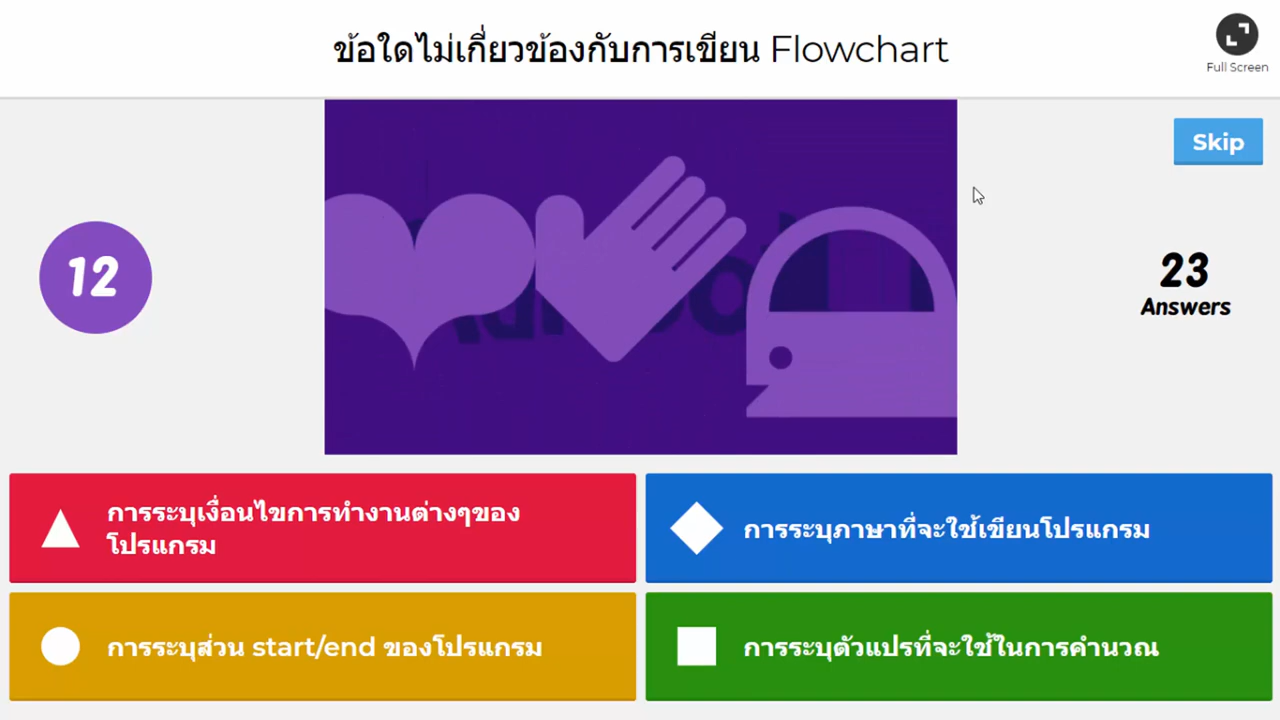 ข้อใดไม่เกี่ยวข้องกับการเขียน Flowchart
Full Screen
Skip
12
23
Answers
การระบุเงื่อนไขการทำงานต่างๆของ
โปรแกรม
การระบุภาษาที่จะใช้เขียนโปรแกรม
การระบุส่วน start/end ของโปรแกรม
การระบุตัวแปรที่จะใช้ในการคำนวณ